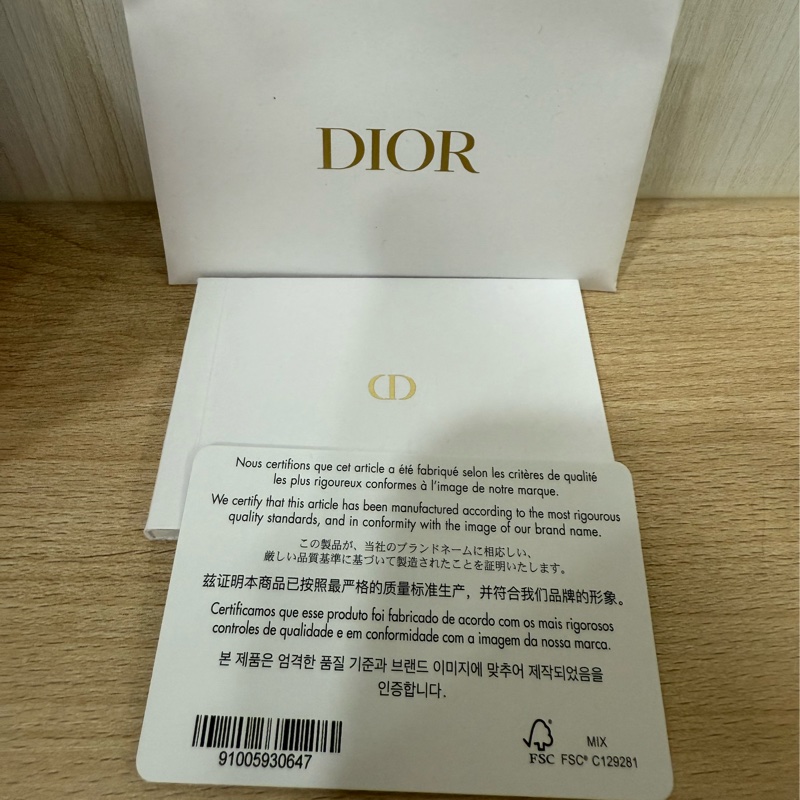 DIOR
CD
Nous certifions que cet article a été fabriqué selon les critères de qualité
les plus rigoureux conformes à l'image de notre marque.
We certify that this article has been manufactured according to the most rigourous
quality standards, and in conformity with the image of our brand name.
この製品が、当社のブランドネームに相応しい、
厳しい品質基準に基づいて製造されたことを証明いたします。
兹证明本商品已按照最严格的质量标准生产，并符合我们品牌的形象。
Certificamos que esse produto foi fabricado de acordo com os mais rigorosos
controles de qualidade e em conformidade com a imagem da nossa marca.
본 제품은 엄격한 품질 기준과 브랜드 이미지에 맞추어 제작되었음을
인증합니다.
91005930647
MIX
FSC FSC® C129281